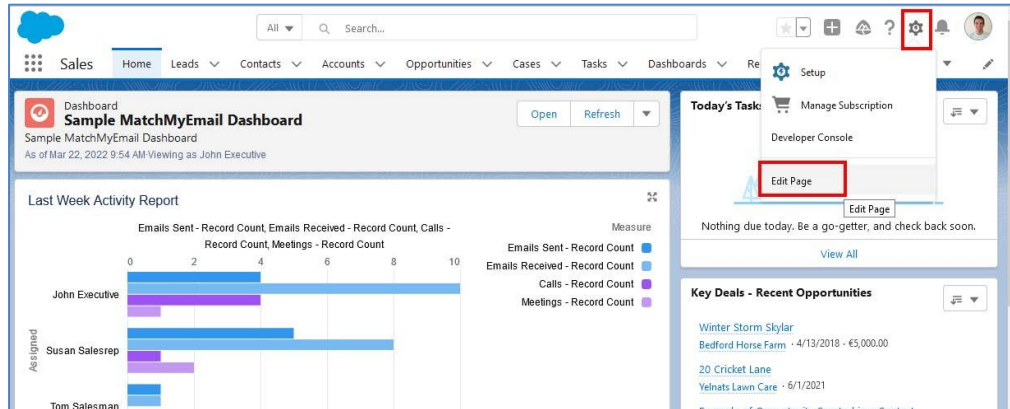 All
Search...
Sales Home Leads Contacts Accounts Opportunities Cases Tasks Dashboards Re
Setup
Manage Subscription
Developer Console
Edit Page
Edit Page
Dashboard
Sample MatchMyEmail Dashboard
Sample MatchMyEmail Dashboard
As of Mar 22, 2022 9:54 AM·Viewing as John Executive
Open Refresh
Last Week Activity Report
Emails Sent - Record Count, Emails Received - Record Count, Calls -
Record Count, Meetings - Record Count
0 2 4 6 8 10
Measure
Emails Sent - Record Count
Emails Received - Record Count
Calls - Record Count
Meetings - Record Count
Assigned
John Executive
Susan Salesrep
Tom Salesman
Today's Tasks
Nothing due today. Be a go-getter, and check back soon.
View All
Key Deals - Recent Opportunities
Winter Storm Skylar
Bedford Horse Farm · 4/13/2018 · €5,000.00
20 Cricket Lane
Yelnats Lawn Care · 6/1/2021